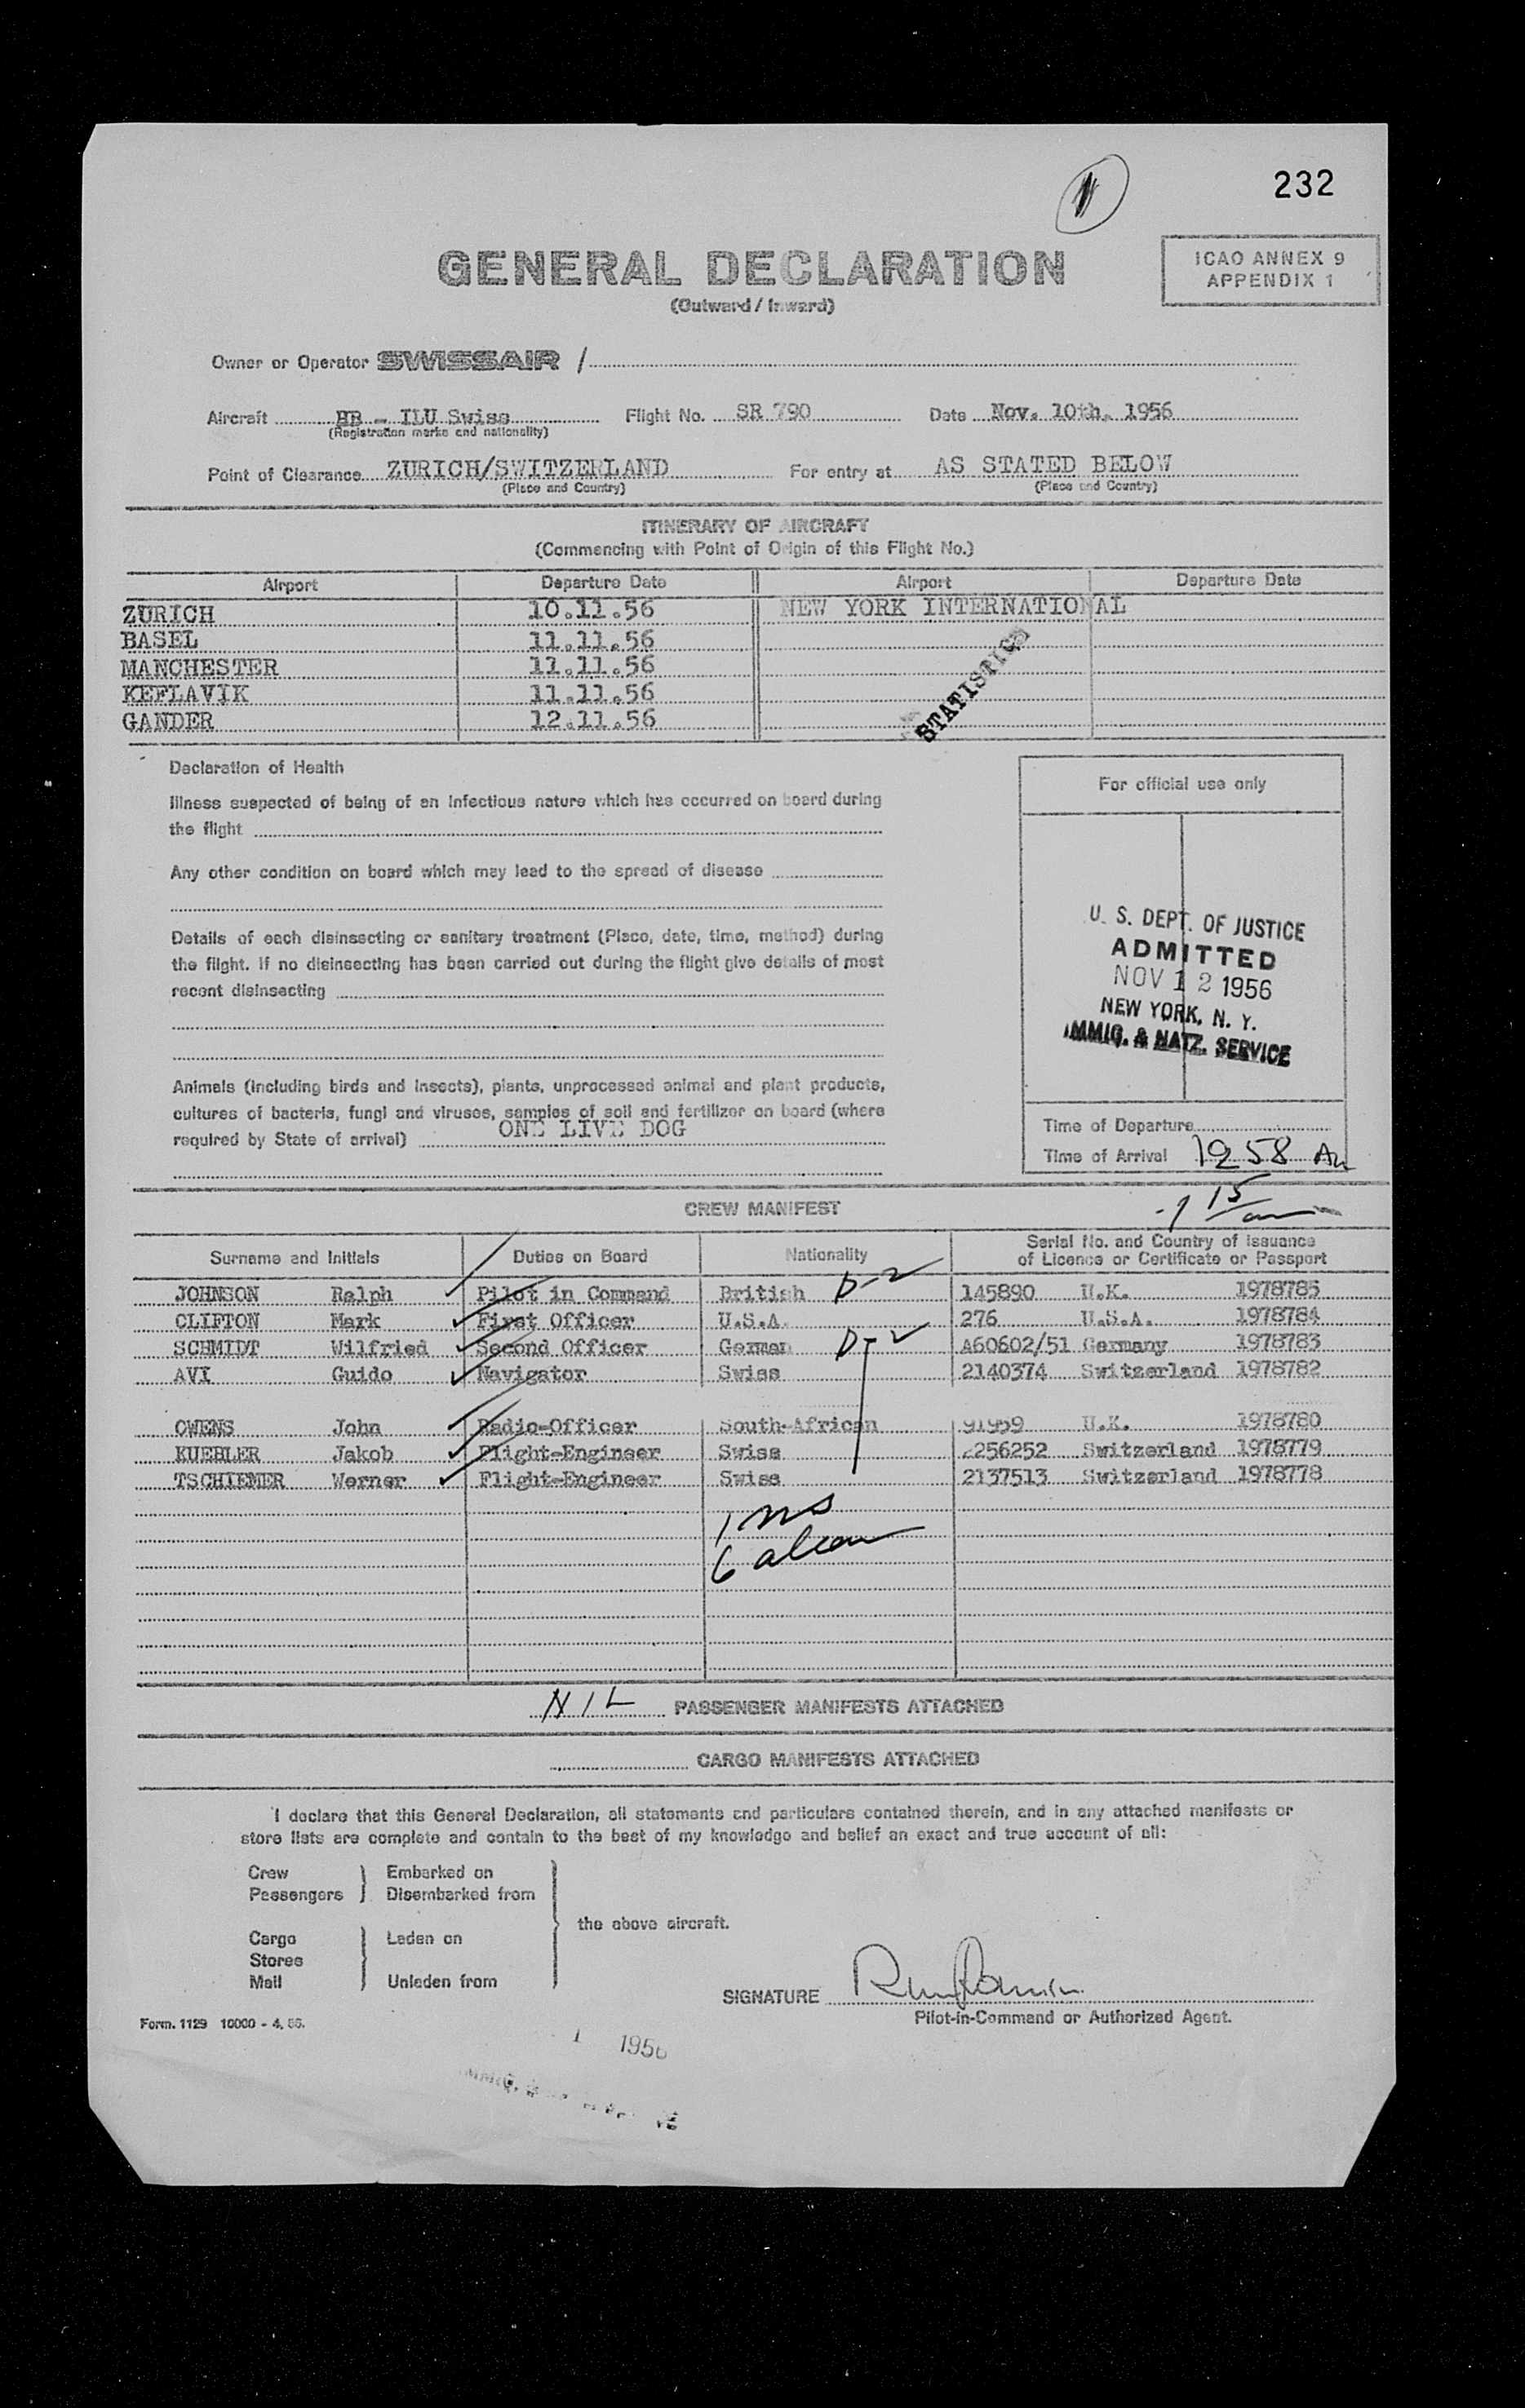 232
GENERAL DECLARATION
(Outward / Inward)
ICAO ANNEX 9
APPENDIX 1
Owner or Operator SWISSAIR /
Aircraft HB - ILU Swiss Flight No. SR 790 Date Nov. 10th. 1956
(Registration marks and nationality)
Point of Clearance ZURICH/SWITZERLAND For entry at AS STATED BELOW
(Place and Country) (Place and Country)
ITINERARY OF AIRCRAFT
(Commencing with Point of Origin of this Flight No.)
Airport Departure Date Airport Departure Date
ZURICH 10.11.56 NEW YORK INTERNATIONAL
BASEL 11.11.56
MANCHESTER 11.11.56
KEFLAVIK 11.11.56
GANDER 12.11.56
STATISTICS
Declaration of Health
Illness suspected of being of an infectious nature which has occurred on board during
the flight
Any other condition on board which may lead to the spread of disease
Details of each disinsecting or sanitary treatment (Place, date, time, method) during
the flight. If no disinsecting has been carried out during the flight give details of most
recent disinsecting
Animals (including birds and insects), plants, unprocessed animal and plant products,
cultures of bacteria, fungi and viruses, samples of soil and fertilizer on board (where
required by State of arrival) ONE LIVE DOG
For official use only
U. S. DEPT. OF JUSTICE
ADMITTED
NOV 12 1956
NEW YORK, N. Y.
IMMIG. & NATZ. SERVICE
Time of Departure
Time of Arrival 1258 Am
1 15 am
CREW MANIFEST
Surname and Initials Duties on Board Nationality Serial No. and Country of Issuance
of Licence or Certificate or Passport
JOHNSON Ralph Pilot in Command British D-2 145890 U.K. 1978785
CLIFTON Mark First Officer U.S.A. 276 U.S.A. 1978784
SCHMIDT Wilfried Second Officer German D-2 A60602/51 Germany 1978783
AVI Guido Navigator Swiss 2140374 Switzerland 1978782
OWENS John Radio-Officer South-African 91959 U.K. 1978780
KUEBLER Jakob Flight-Engineer Swiss 2256252 Switzerland 1978779
TSCHIEMER Werner Flight-Engineer Swiss 2137513 Switzerland 1978778
6 alien
NIL PASSENGER MANIFESTS ATTACHED
CARGO MANIFESTS ATTACHED
I declare that this General Declaration, all statements and particulars contained therein, and in any attached manifests or
store lists are complete and contain to the best of my knowledge and belief an exact and true account of all:
Crew Embarked on
Passengers Disembarked from
the above aircraft.
Cargo Laden on
Stores
Mail Unladen from
SIGNATURE
Pilot-in-Command or Authorized Agent.
Form. 1129 10000 - 4. 56.
1956